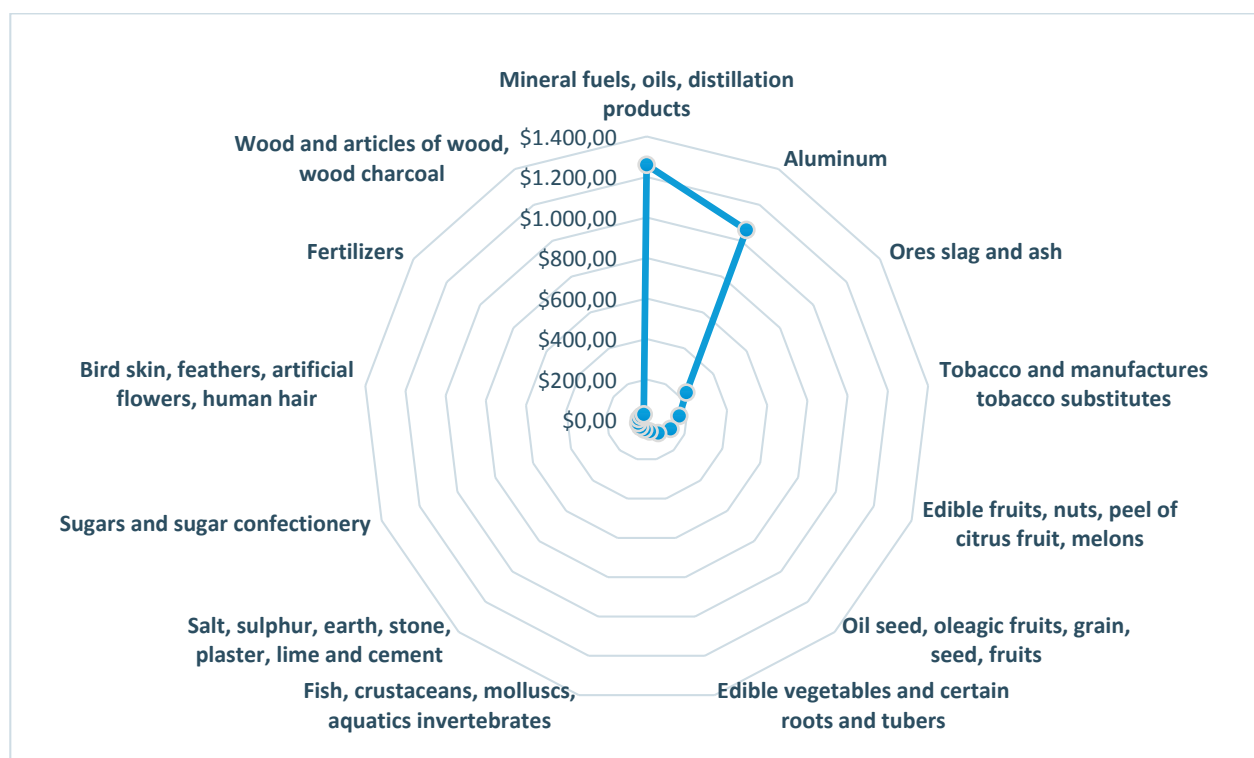 Mineral fuels, oils, distillation
products
Aluminum
Ores slag and ash
Tobacco and manufactures
tobacco substitutes
Edible fruits, nuts, peel of
citrus fruit, melons
Oil seed, oleagic fruits, grain,
seed, fruits
Edible vegetables and certain
roots and tubers
Fish, crustaceans, molluscs,
aquatics invertebrates
Salt, sulphur, earth, stone,
plaster, lime and cement
Sugars and sugar confectionery
Bird skin, feathers, artificial
flowers, human hair
Fertilizers
Wood and articles of wood,
wood charcoal
$1.400,00
$1.200,00
$1.000,00
$800,00
$600,00
$400,00
$200,00
$0,00